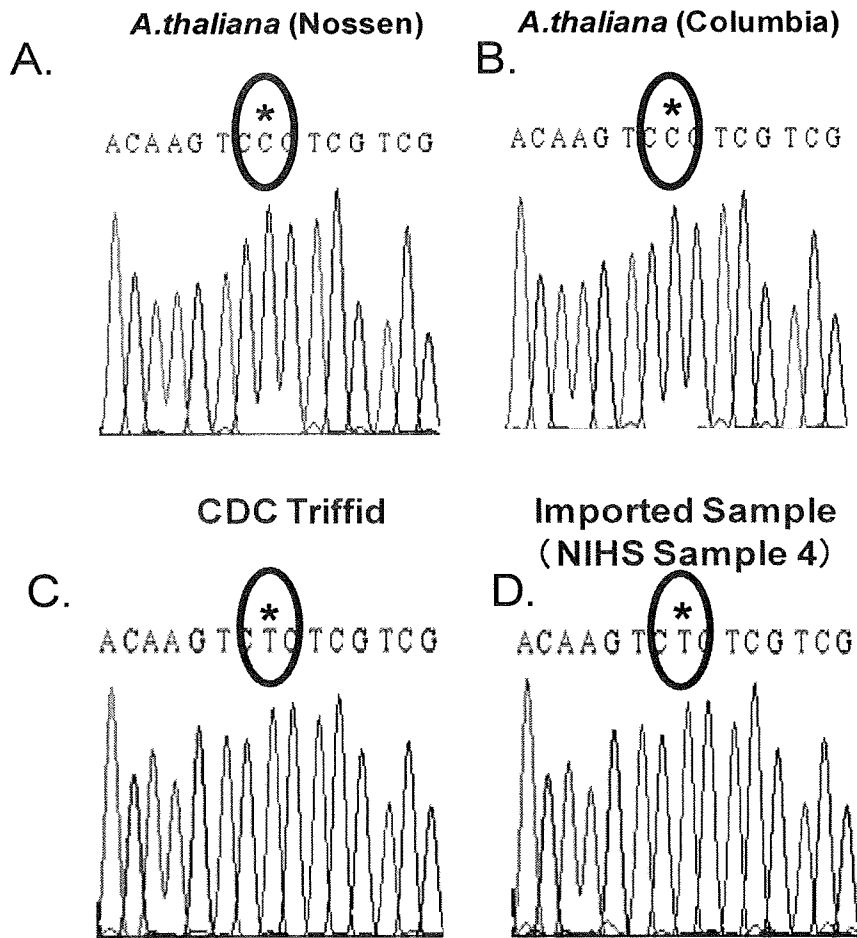 A.thaliana (Nossen)
A.
*
ACAAGTCCCTCGTCG
A.thaliana (Columbia)
B.
*
ACAAGTCCCTCGTCG
CDC Triffid
C.
*
ACAAGTCTCTCGTCG
Imported Sample
（NIHS Sample 4）
D.
*
ACAAGTCTCTCGTCG